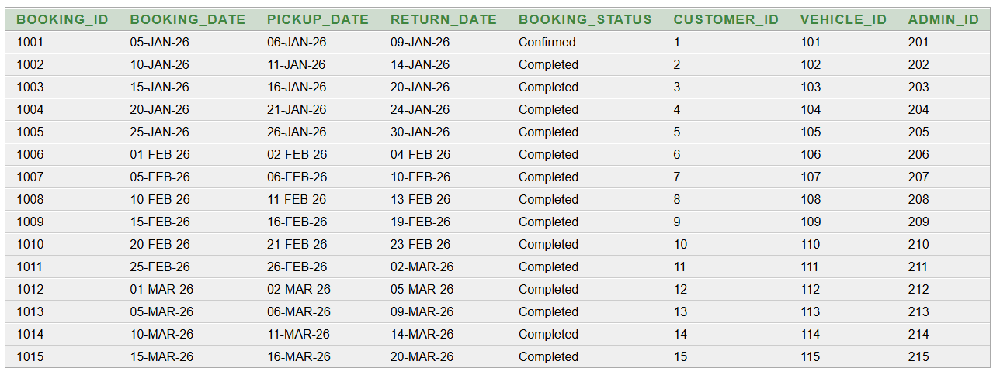 BOOKING_ID BOOKING_DATE PICKUP_DATE RETURN_DATE BOOKING_STATUS CUSTOMER_ID VEHICLE_ID ADMIN_ID
1001 05-JAN-26 06-JAN-26 09-JAN-26 Confirmed 1 101 201
1002 10-JAN-26 11-JAN-26 14-JAN-26 Completed 2 102 202
1003 15-JAN-26 16-JAN-26 20-JAN-26 Completed 3 103 203
1004 20-JAN-26 21-JAN-26 24-JAN-26 Completed 4 104 204
1005 25-JAN-26 26-JAN-26 30-JAN-26 Completed 5 105 205
1006 01-FEB-26 02-FEB-26 04-FEB-26 Completed 6 106 206
1007 05-FEB-26 06-FEB-26 10-FEB-26 Completed 7 107 207
1008 10-FEB-26 11-FEB-26 13-FEB-26 Completed 8 108 208
1009 15-FEB-26 16-FEB-26 19-FEB-26 Completed 9 109 209
1010 20-FEB-26 21-FEB-26 23-FEB-26 Completed 10 110 210
1011 25-FEB-26 26-FEB-26 02-MAR-26 Completed 11 111 211
1012 01-MAR-26 02-MAR-26 05-MAR-26 Completed 12 112 212
1013 05-MAR-26 06-MAR-26 09-MAR-26 Completed 13 113 213
1014 10-MAR-26 11-MAR-26 14-MAR-26 Completed 14 114 214
1015 15-MAR-26 16-MAR-26 20-MAR-26 Completed 15 115 215